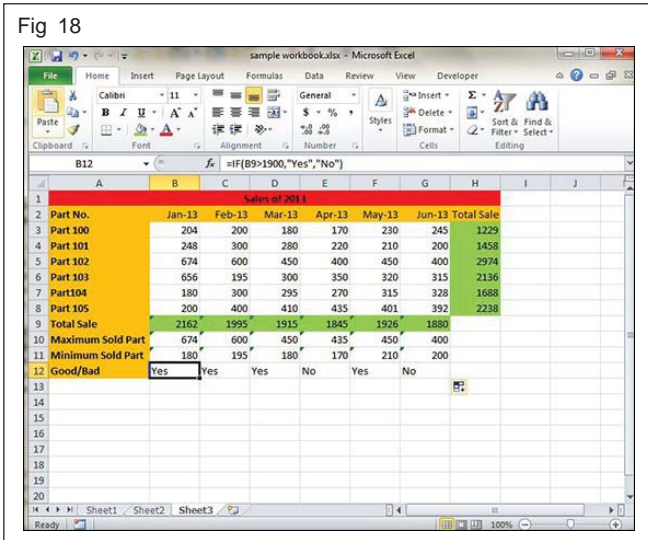 Fig 18
sample workbook.xlsx - Microsoft Excel
File Home Insert Page Layout Formulas Data Review View Developer
Calibri 11 General Insert Σ
Paste B I U A A $ % , Styles Delete Sort & Find &
A Format Filter Select
Clipboard Font Alignment Number Cells Editing
B12 fx =IF(B9>1900,"Yes","No")
A B C D E F G H I J
1 Sales of 2013
2 Part No. Jan-13 Feb-13 Mar-13 Apr-13 May-13 Jun-13 Total Sale
3 Part 100 204 200 180 170 230 245 1229
4 Part 101 248 300 280 220 210 200 1458
5 Part 102 674 600 450 400 450 400 2974
6 Part 103 656 195 300 350 320 315 2136
7 Part104 180 300 295 270 315 328 1688
8 Part 105 200 400 410 435 401 392 2238
9 Total Sale 2162 1995 1915 1845 1926 1880
10 Maximum Sold Part 674 600 450 435 450 400
11 Minimum Sold Part 180 195 180 170 210 200
12 Good/Bad Yes Yes Yes No Yes No
13
14
15
16
17
18
19
20
Sheet1 Sheet2 Sheet3
Ready 100%